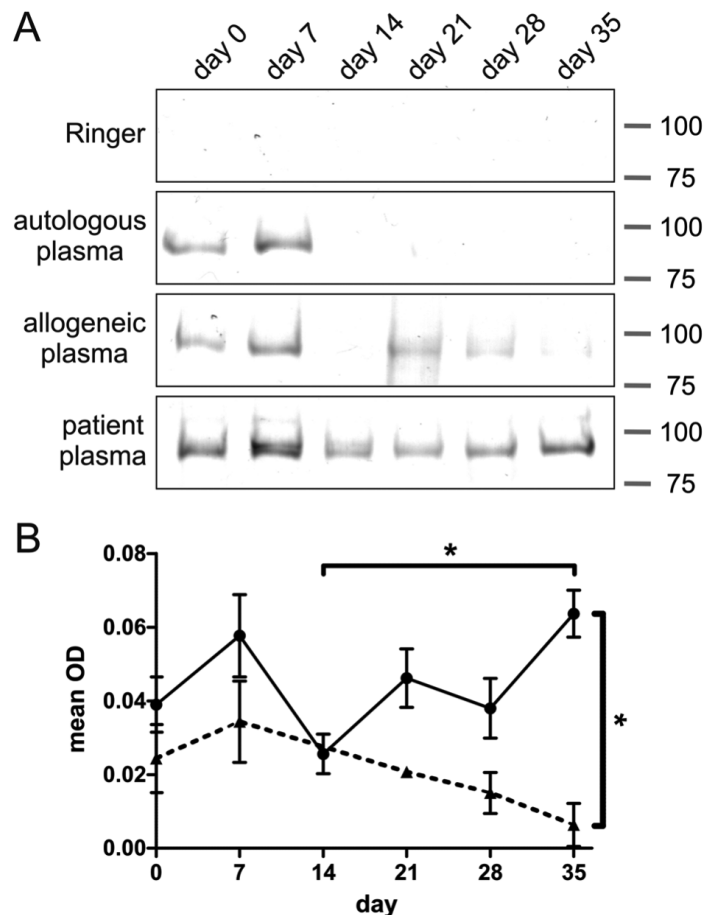 A
day 0 day 7 day 14 day 21 day 28 day 35
Ringer
100
75
autologous
plasma
100
75
allogeneic
plasma
100
75
patient
plasma
100
75
B
*
*
0.08
0.06
0.04
0.02
0.00
mean OD
0 7 14 21 28 35
day